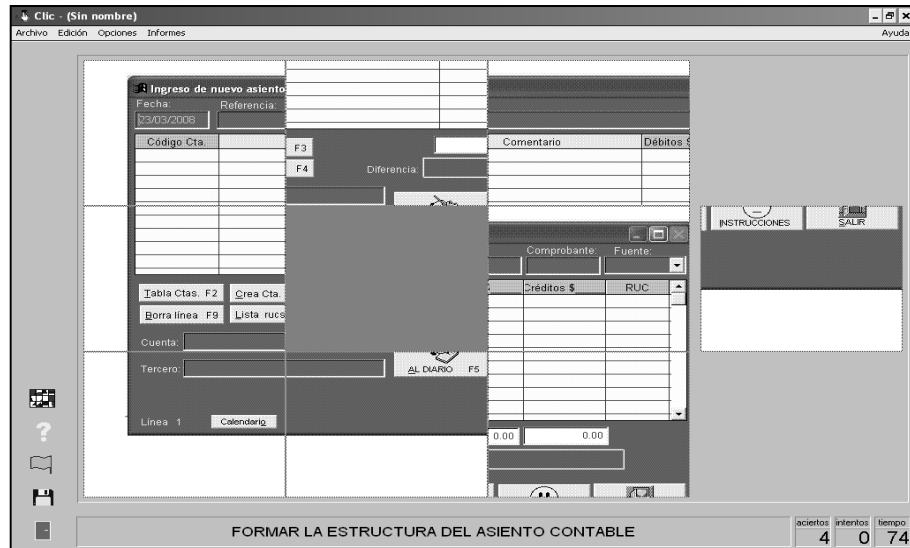 Clic - (Sin nombre)
Archivo Edición Opciones Informes Ayuda
Ingreso de nuevo asiento
Fecha: Referencia:
23/03/2008
Código Cta.
F3
F4 Diferencia:
Comentario Débitos $
INSTRUCCIONES SALIR
Comprobante: Fuente:
Créditos $ RUC
Tabla Ctas. F2 Crea Cta.
Borra línea F9 Lista rucs
Cuenta:
Tercero:
AL DIARIO F5
Línea 1 Calendario
0.00 0.00
FORMAR LA ESTRUCTURA DEL ASIENTO CONTABLE
aciertos intentos tiempo
4 0 74